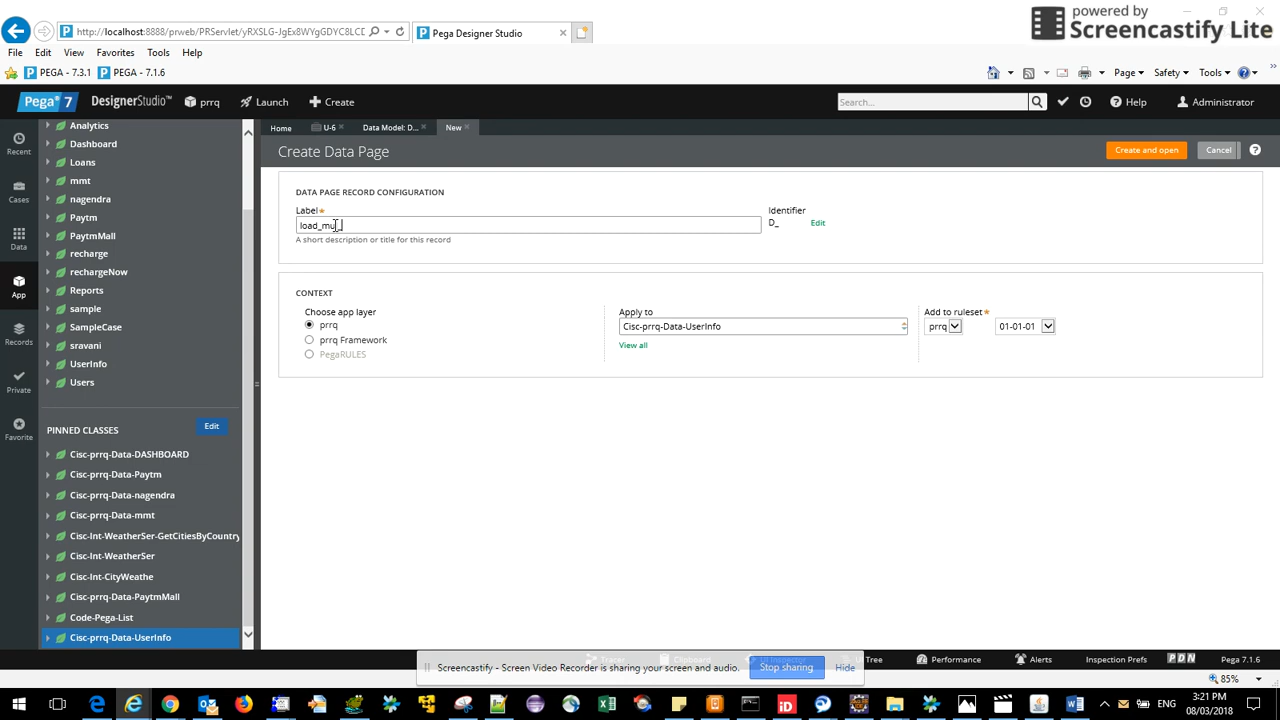 powered by
Screencastify Lite
http://localhost:8888/prweb/PRServlet/yRXSLG-JgEx8WYgGDYC8LCD
Pega Designer Studio
File Edit View Favorites Tools Help
PEGA - 7.3.1 PEGA - 7.1.6
Page Safety Tools
Pega 7 DesignerStudio™ prrq Launch Create Search... Help Administrator
Home U-6 Data Model: D... New
Create Data Page
Create and open Cancel
Recent
Cases
Data
App
Records
Private
Favorite
Analytics
Dashboard
Loans
mmt
nagendra
Paytm
PaytmMall
recharge
rechargeNow
Reports
sample
SampleCase
sravani
UserInfo
Users
PINNED CLASSES Edit
Cisc-prrq-Data-DASHBOARD
Cisc-prrq-Data-Paytm
Cisc-prrq-Data-nagendra
Cisc-prrq-Data-mmt
Cisc-Int-WeatherSer-GetCitiesByCountry
Cisc-Int-WeatherSer
Cisc-Int-CityWeathe
Cisc-prrq-Data-PaytmMall
Code-Pega-List
Cisc-prrq-Data-UserInfo
DATA PAGE RECORD CONFIGURATION
Label★ Identifier
D_ Edit
A short description or title for this record
CONTEXT
Choose app layer
prrq
prrq Framework
PegaRULES
Apply to
Cisc-prrq-Data-UserInfo
View all
Add to ruleset★
prrq 01-01-01
Tracer Clipboard UI Inspector UI Tree Performance Alerts Inspection Prefs PDN Pega 7.1.6
Screencastify - Screen Video Recorder is sharing your screen and audio. Stop sharing Hide
85%
ENG
3:21 PM
08/03/2018